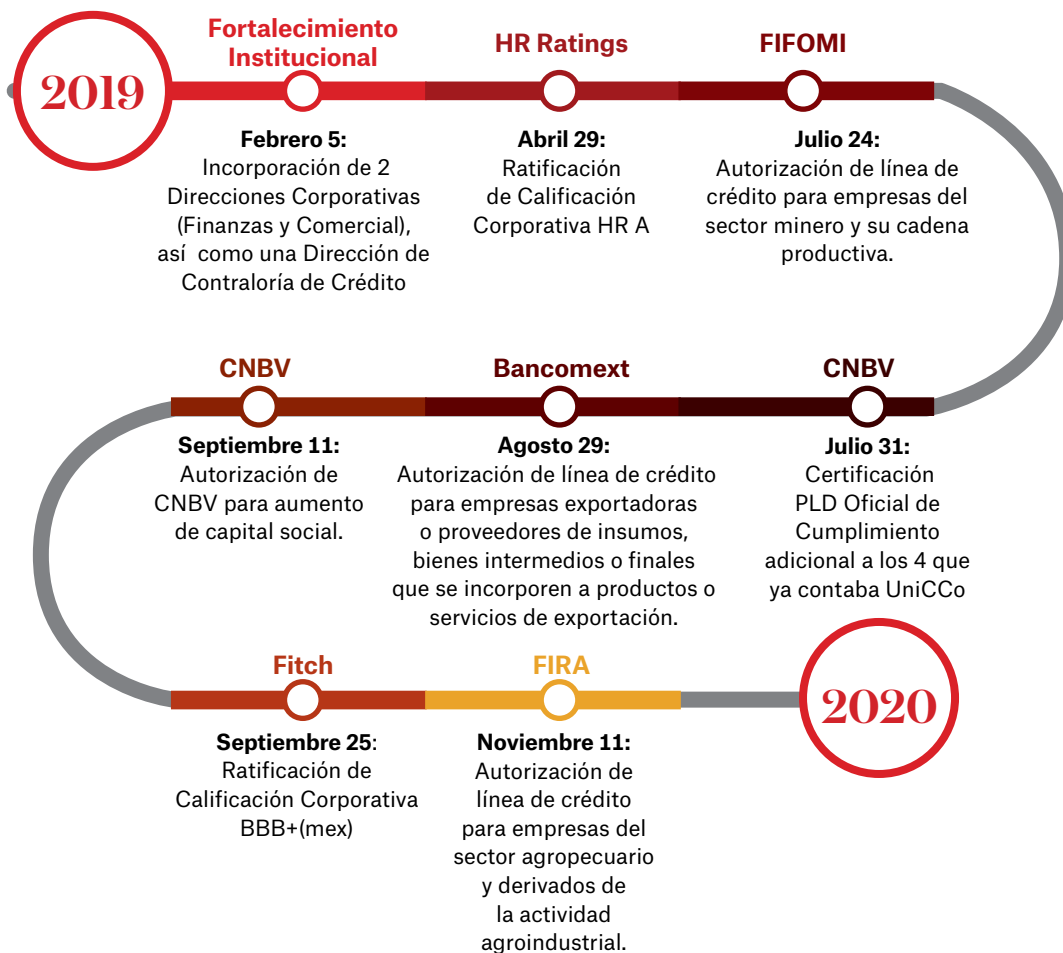 2019
Fortalecimiento
Institucional
Febrero 5:
Incorporación de 2
Direcciones Corporativas
(Finanzas y Comercial),
así como una Dirección de
Contraloría de Crédito
HR Ratings
Abril 29:
Ratificación
de Calificación
Corporativa HR A
FIFOMI
Julio 24:
Autorización de línea de
crédito para empresas del
sector minero y su cadena
productiva.
CNBV
Julio 31:
Certificación
PLD Oficial de
Cumplimiento
adicional a los 4 que
ya contaba UniCCo
Bancomext
Agosto 29:
Autorización de línea de crédito
para empresas exportadoras
o proveedores de insumos,
bienes intermedios o finales
que se incorporen a productos o
servicios de exportación.
CNBV
Septiembre 11:
Autorización de
CNBV para aumento
de capital social.
Fitch
Septiembre 25:
Ratificación de
Calificación Corporativa
BBB+(mex)
FIRA
Noviembre 11:
Autorización de
línea de crédito
para empresas del
sector agropecuario
y derivados de
la actividad
agroindustrial.
2020